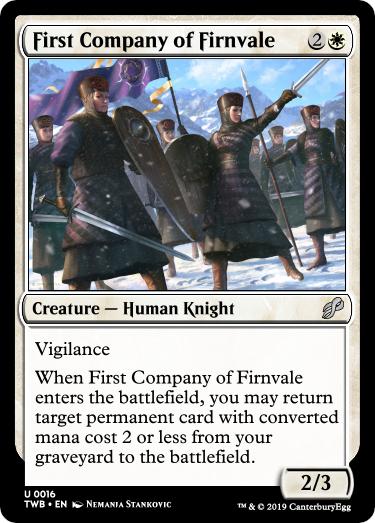 First Company of Firnvale 2
Creature — Human Knight
Vigilance
When First Company of Firnvale
enters the battlefield, you may return
target permanent card with converted
mana cost 2 or less from your
graveyard to the battlefield.
2/3
U 0016
TWB • EN Nemanja Stankovic
™ & © 2019 CanterburyEgg